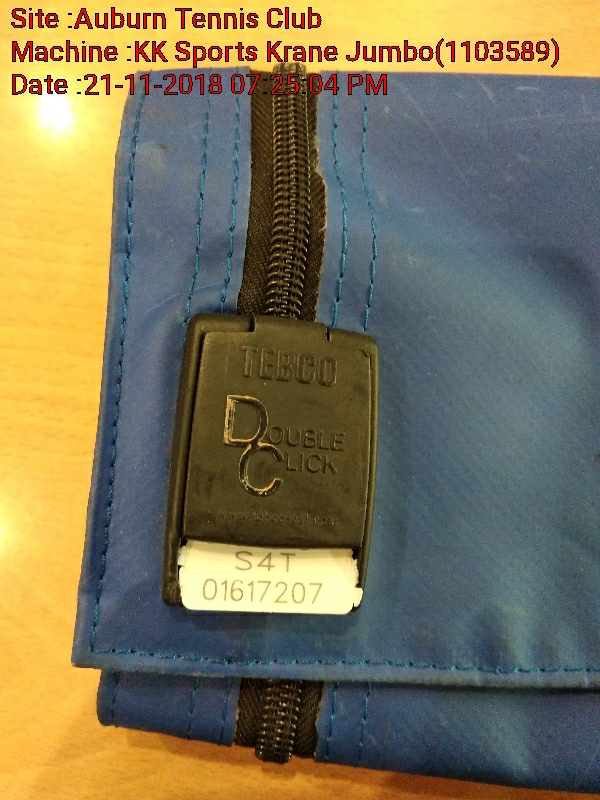 Site :Auburn Tennis Club
Machine :KK Sports Krane Jumbo(1103589)
Date :21-11-2018 07:25:04 PM
TEBCO
DOUBLE
CLICK
S4T
01617207